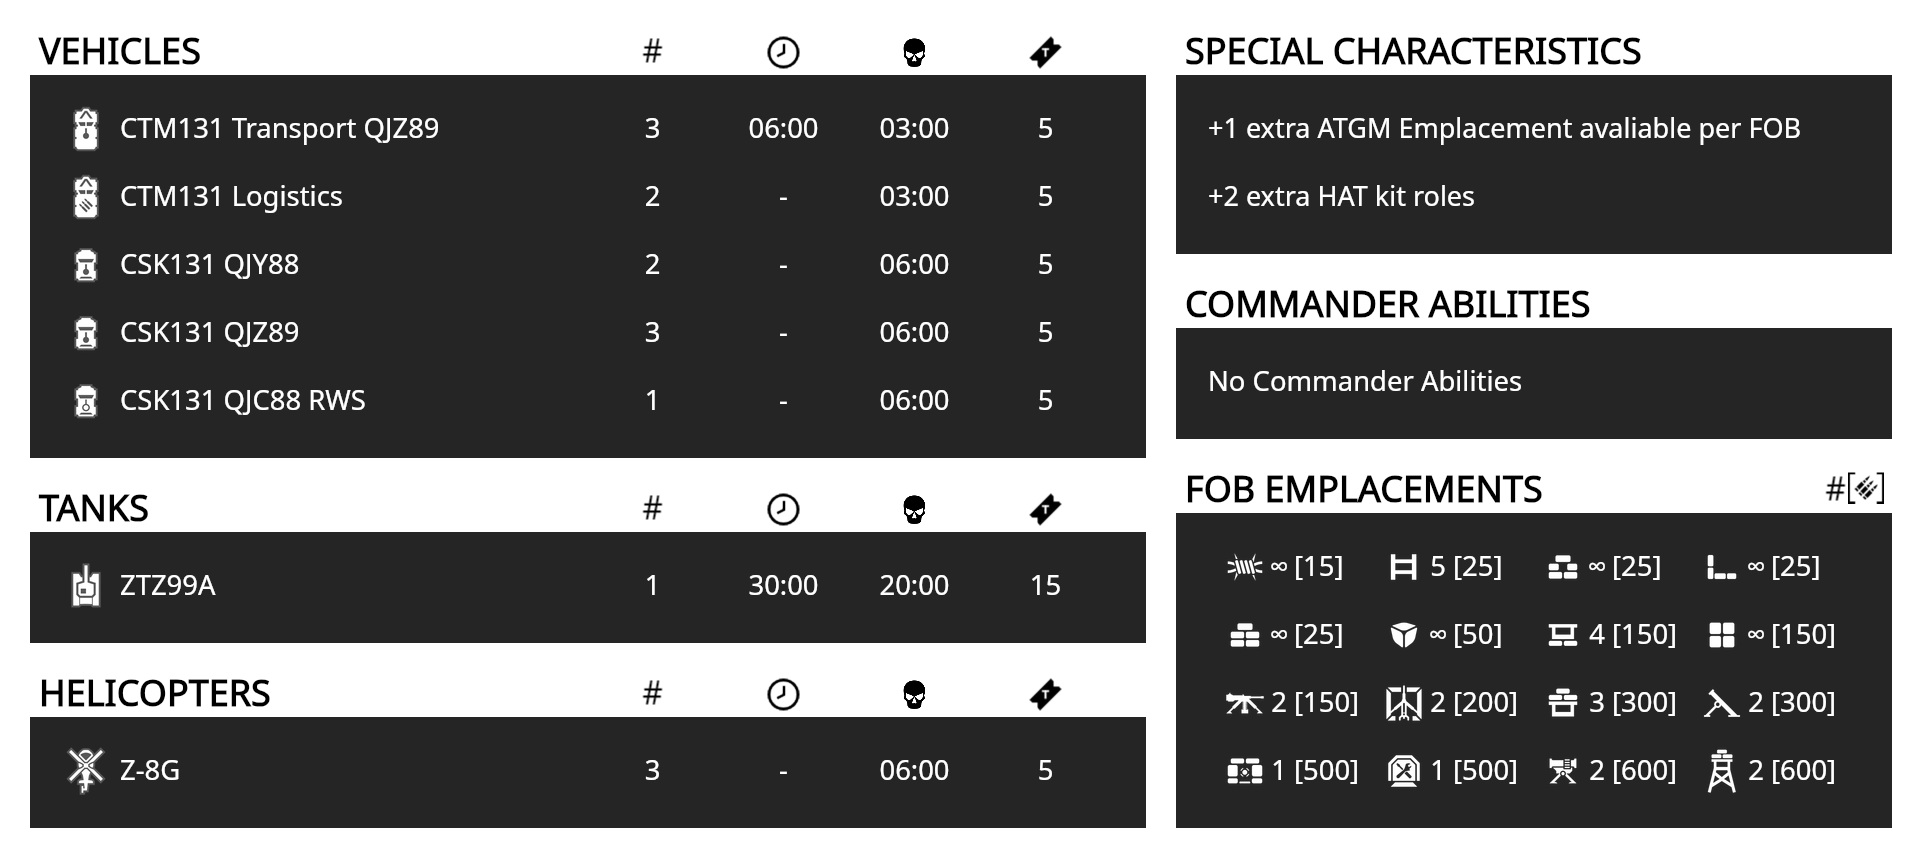 VEHICLES #
CTM131 Transport QJZ89 3 06:00 03:00 5
CTM131 Logistics 2 - 03:00 5
CSK131 QJY88 2 - 06:00 5
CSK131 QJZ89 3 - 06:00 5
CSK131 QJC88 RWS 1 - 06:00 5
TANKS #
ZTZ99A 1 30:00 20:00 15
HELICOPTERS #
Z-8G 3 - 06:00 5
SPECIAL CHARACTERISTICS
+1 extra ATGM Emplacement avaliable per FOB
+2 extra HAT kit roles
COMMANDER ABILITIES
No Commander Abilities
FOB EMPLACEMENTS #[]
∞ [15] 5 [25] ∞ [25] ∞ [25]
∞ [25] ∞ [50] 4 [150] ∞ [150]
2 [150] 2 [200] 3 [300] 2 [300]
1 [500] 1 [500] 2 [600] 2 [600]